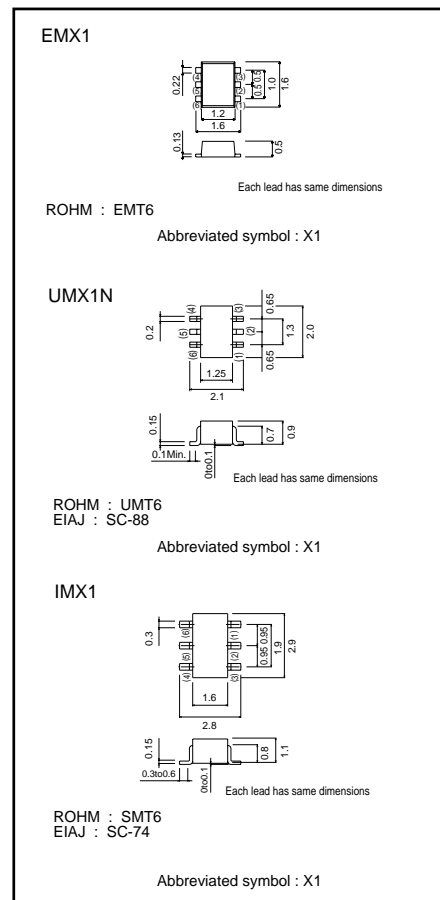 EMX1
0.22
(4)
(3)
(5)
(2)
(6)
(1)
0.5 0.5
1.0
1.6
1.2
1.6
0.13
0.5
Each lead has same dimensions
ROHM : EMT6
Abbreviated symbol : X1
UMX1N
0.2
(4)
(3)
(5)
(2)
(6)
(1)
0.65
1.3
2.0
0.65
1.25
2.1
0.15
0.1Min.
0to0.1
0.7
0.9
Each lead has same dimensions
ROHM : UMT6
EIAJ : SC-88
Abbreviated symbol : X1
IMX1
0.3
(6)
(1)
(5)
(2)
(4)
(3)
0.95 0.95
1.9
2.9
1.6
2.8
0.15
0.3to0.6
0to0.1
0.8
1.1
Each lead has same dimensions
ROHM : SMT6
EIAJ : SC-74
Abbreviated symbol : X1